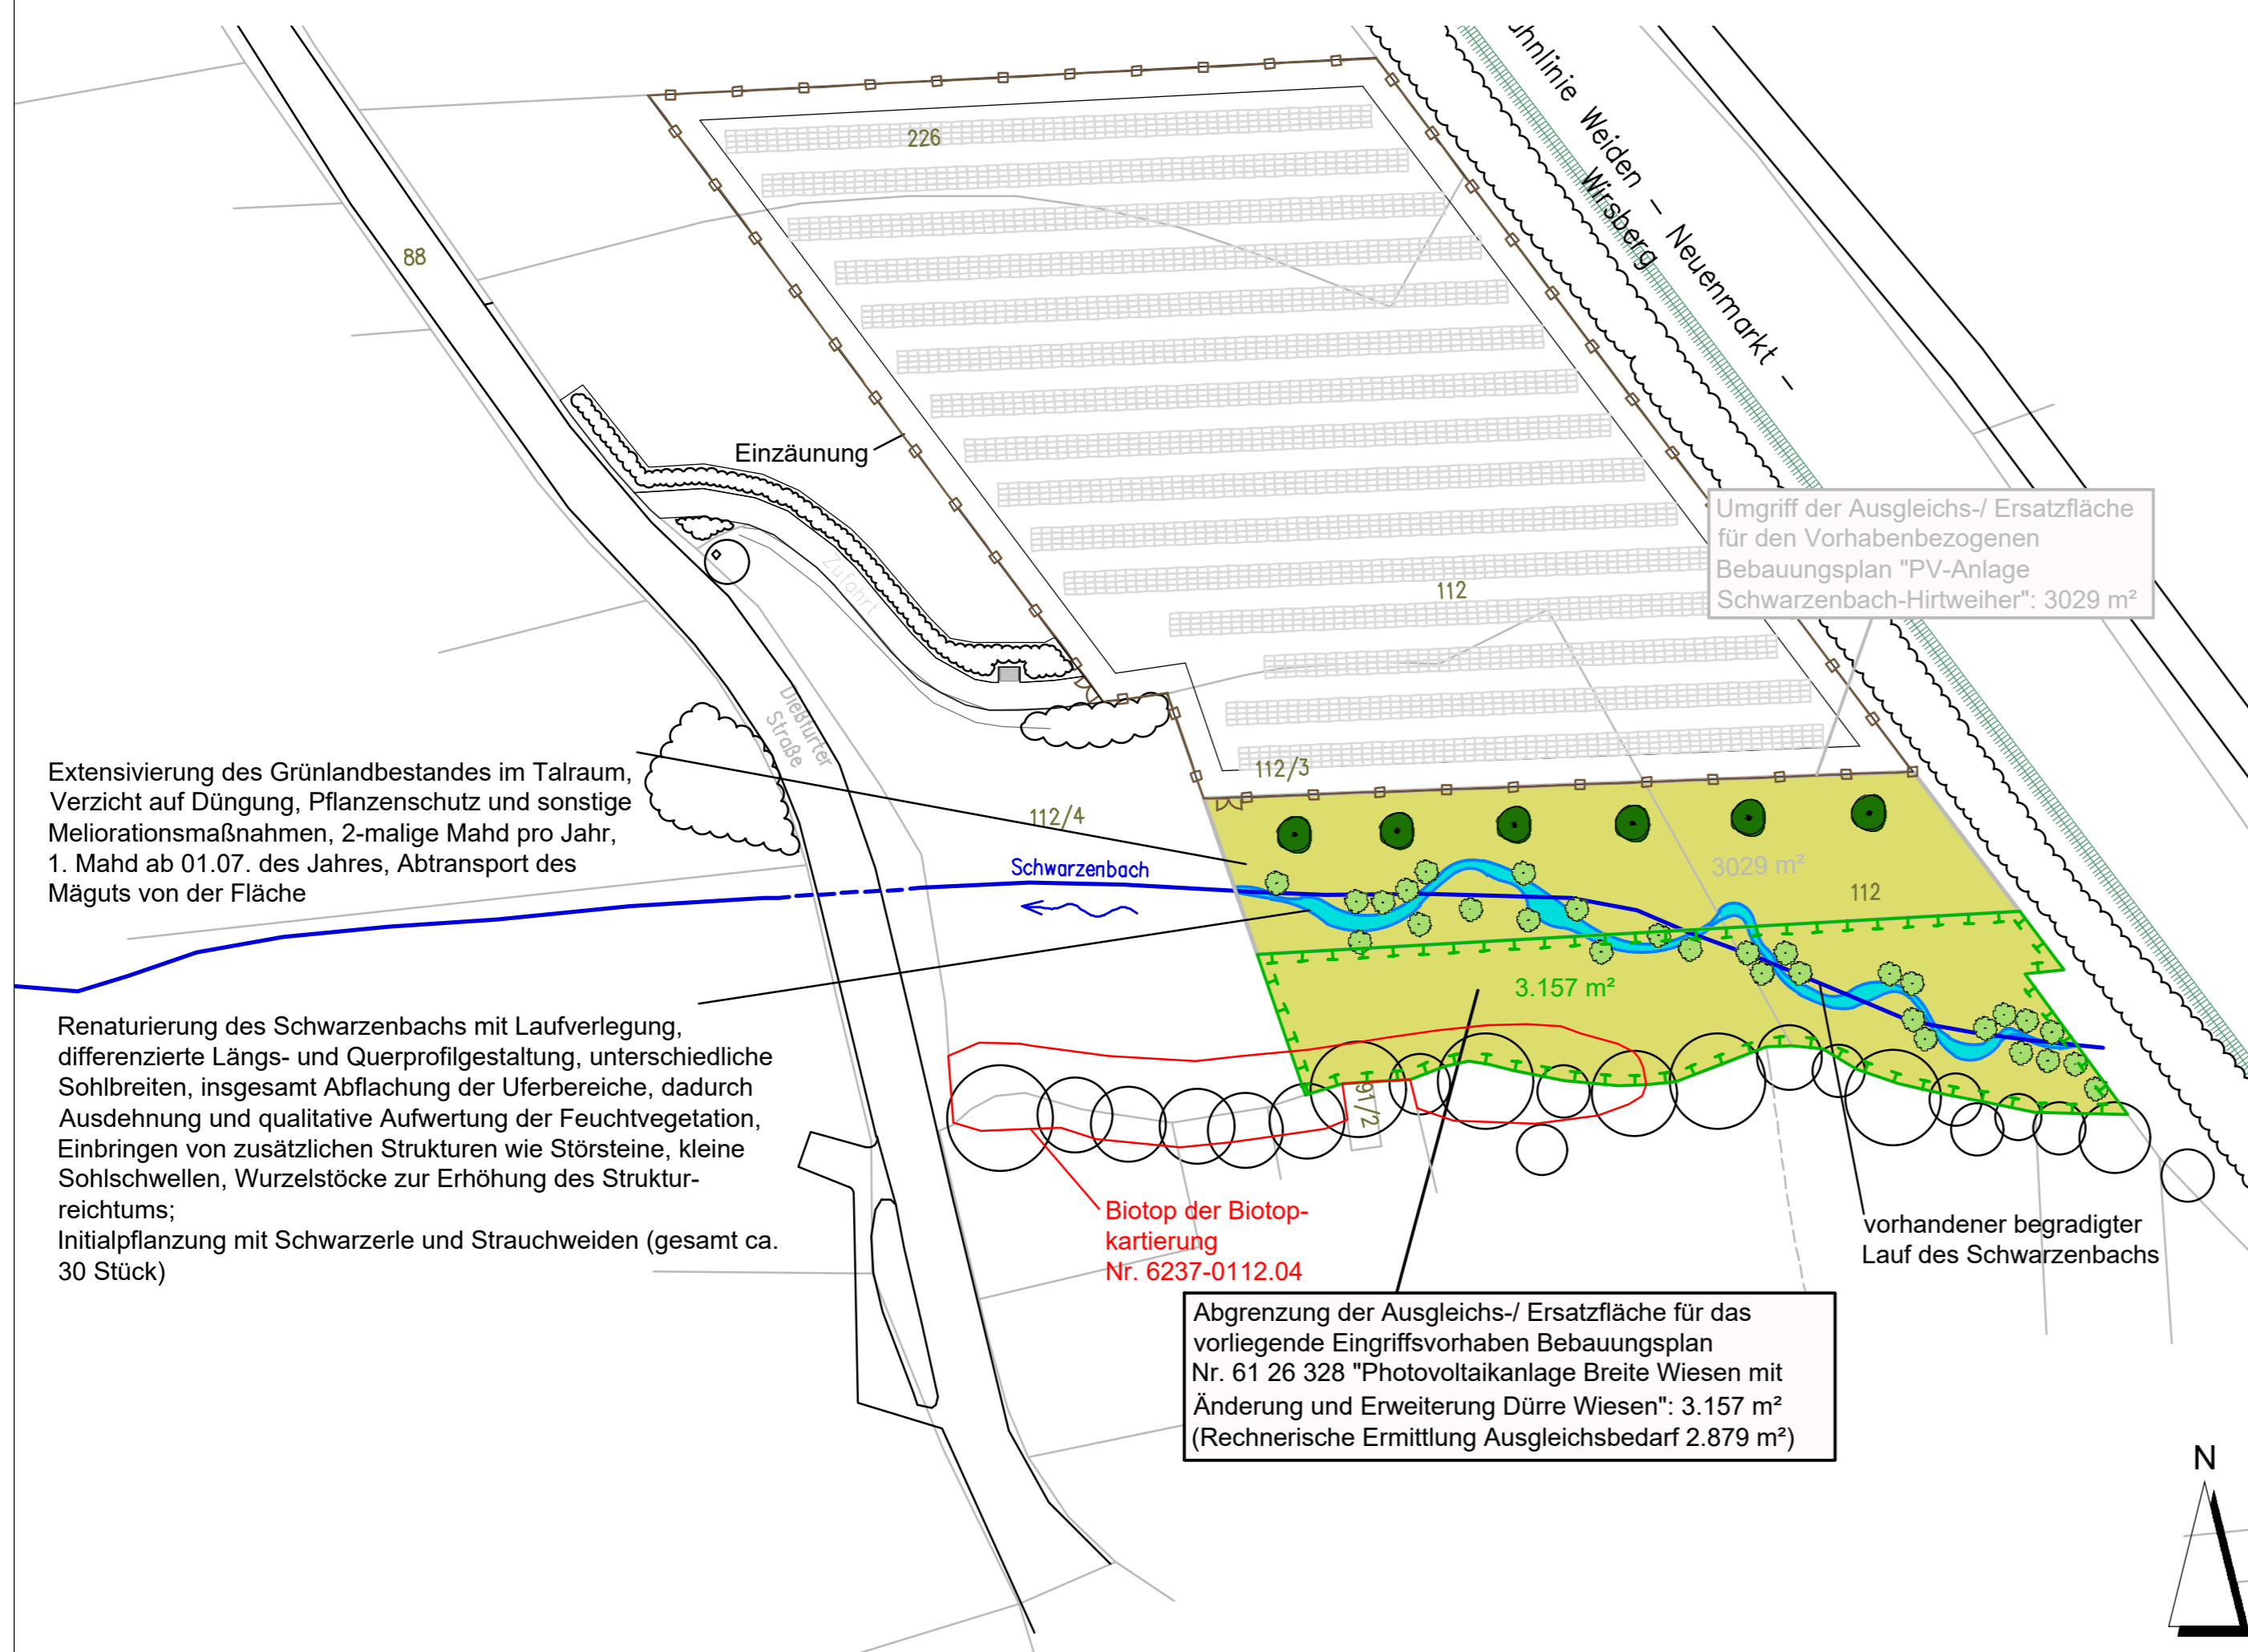 226
88
hnlinie Weiden – Neuenmarkt –
Wirsberg
Einzäunung
Umgriff der Ausgleichs-/ Ersatzfläche
für den Vorhabenbezogenen
Bebauungsplan "PV-Anlage
Schwarzenbach-Hirtweiher": 3029 m²
Zufahrt
112
Dießfurter
Straße
112/3
112/4
Extensivierung des Grünlandbestandes im Talraum,
Verzicht auf Düngung, Pflanzenschutz und sonstige
Meliorationsmaßnahmen, 2-malige Mahd pro Jahr,
1. Mahd ab 01.07. des Jahres, Abtransport des
Mäguts von der Fläche
Schwarzenbach
3029 m²
112
3.157 m²
Renaturierung des Schwarzenbachs mit Laufverlegung,
differenzierte Längs- und Querprofilgestaltung, unterschiedliche
Sohlbreiten, insgesamt Abflachung der Uferbereiche, dadurch
Ausdehnung und qualitative Aufwertung der Feuchtvegetation,
Einbringen von zusätzlichen Strukturen wie Störsteine, kleine
Sohlschwellen, Wurzelstöcke zur Erhöhung des Struktur-
reichtums;
Initialpflanzung mit Schwarzerle und Strauchweiden (gesamt ca.
30 Stück)
91/2
Biotop der Biotop-
kartierung
Nr. 6237-0112.04
vorhandener begradigter
Lauf des Schwarzenbachs
Abgrenzung der Ausgleichs-/ Ersatzfläche für das
vorliegende Eingriffsvorhaben Bebauungsplan
Nr. 61 26 328 "Photovoltaikanlage Breite Wiesen mit
Änderung und Erweiterung Dürre Wiesen": 3.157 m²
(Rechnerische Ermittlung Ausgleichsbedarf 2.879 m²)
N